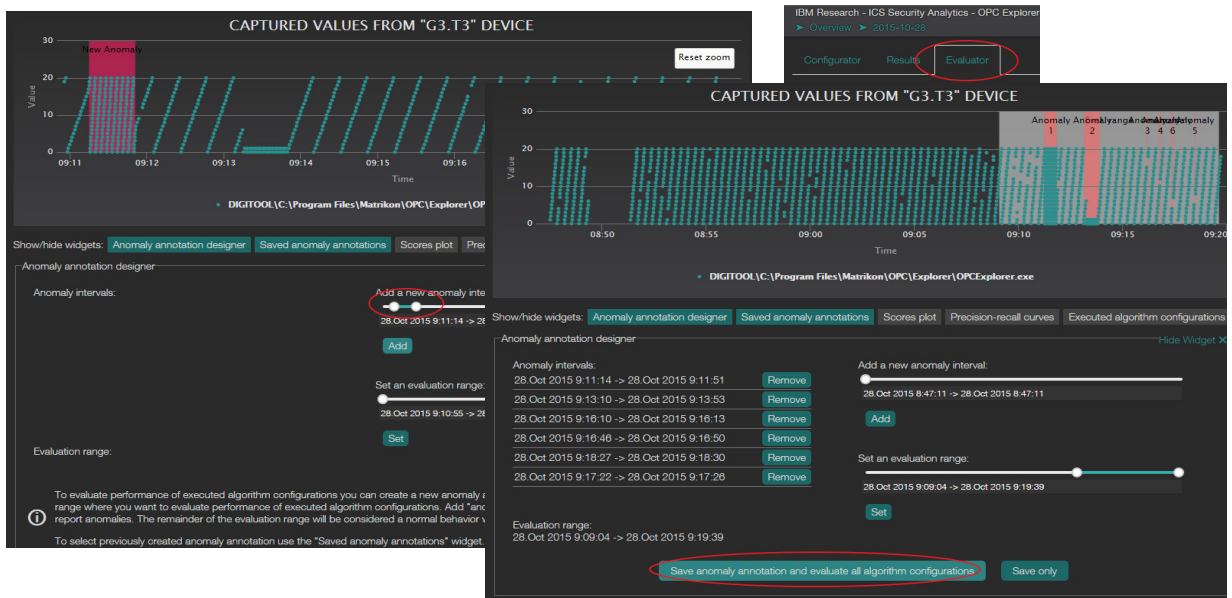 CAPTURED VALUES FROM "G3.T3" DEVICE
30
New Anomaly
Reset zoom
20
Value
10
0
09:11 09:12 09:13 09:14 09:15 09:16
Time
DIGITOOL\C:\Program Files\Matrikon\OPC\Explorer\OP
Show/hide widgets: Anomaly annotation designer Saved anomaly annotations Scores plot Prec
Anomaly annotation designer
Anomaly intervals:
Add a new anomaly inte
28.Oct 2015 9:11:14 -> 28
Add
Set an evaluation range:
28.Oct 2015 9:10:55 -> 28
Set
Evaluation range:
To evaluate performance of executed algorithm configurations you can create a new anomaly a
range where you want to evaluate performance of executed algorithm configurations. Add "ano
report anomalies. The remainder of the evaluation range will be considered a normal behavior w
To select previously created anomaly annotation use the "Saved anomaly annotations" widget.
IBM Research - ICS Security Analytics - OPC Explorer
➤ Overview ➤ 2015-10-28
Configurator Results Evaluator
CAPTURED VALUES FROM "G3.T3" DEVICE
30
Anomaly
1
2
3 4 6 5
20
Value
10
0
08:50 08:55 09:00 09:05 09:10 09:15 09:20
Time
DIGITOOL\C:\Program Files\Matrikon\OPC\Explorer\OPCExplorer.exe
Show/hide widgets: Anomaly annotation designer Saved anomaly annotations Scores plot Precision-recall curves Executed algorithm configurations
Anomaly annotation designer
Hide Widget ✕
Anomaly intervals:
28.Oct 2015 9:11:14 -> 28.Oct 2015 9:11:51 Remove
28.Oct 2015 9:13:10 -> 28.Oct 2015 9:13:53 Remove
28.Oct 2015 9:16:10 -> 28.Oct 2015 9:16:13 Remove
28.Oct 2015 9:16:46 -> 28.Oct 2015 9:16:50 Remove
28.Oct 2015 9:18:27 -> 28.Oct 2015 9:18:30 Remove
28.Oct 2015 9:17:22 -> 28.Oct 2015 9:17:26 Remove
Evaluation range:
28.Oct 2015 9:09:04 -> 28.Oct 2015 9:19:39
Add a new anomaly interval:
28.Oct 2015 8:47:11 -> 28.Oct 2015 8:47:11
Add
Set an evaluation range:
28.Oct 2015 9:09:04 -> 28.Oct 2015 9:19:39
Set
Save anomaly annotation and evaluate all algorithm configurations Save only